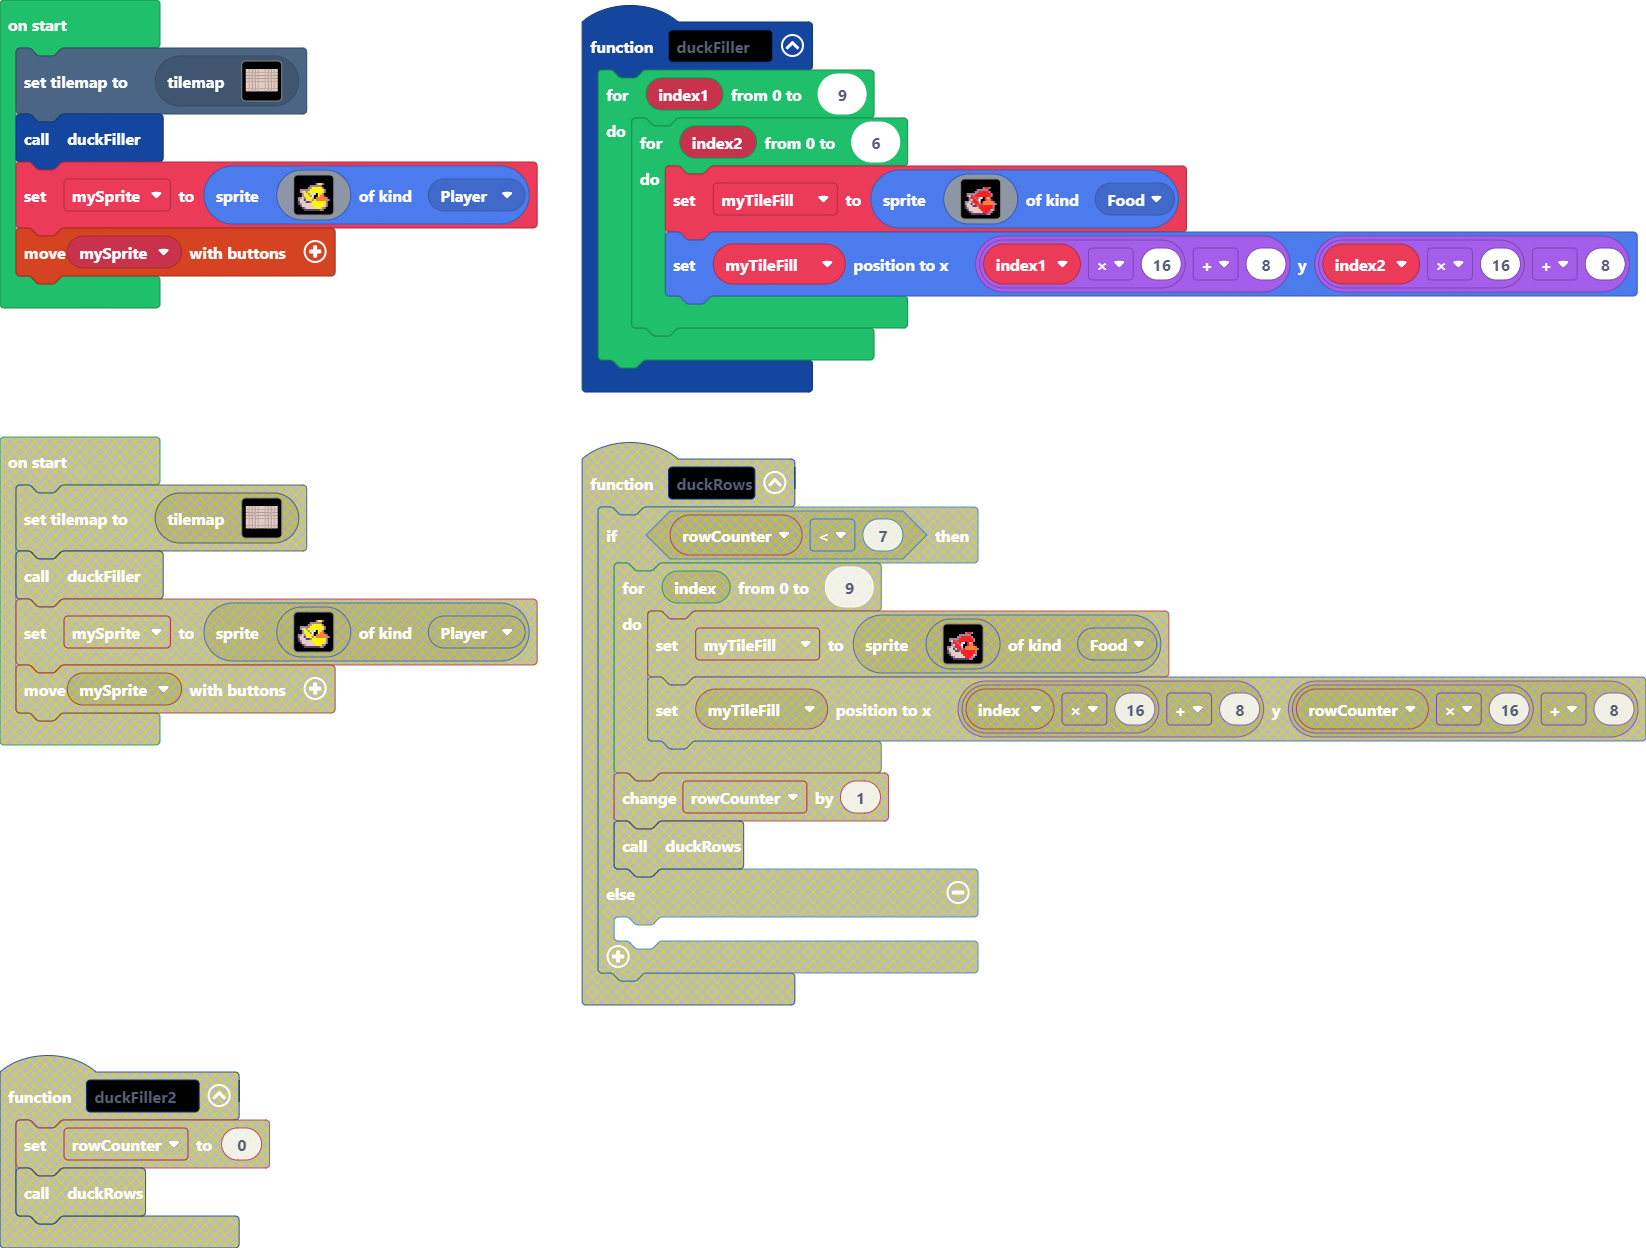 on start
set tilemap to tilemap
call duckFiller
set mySprite to sprite of kind Player
move mySprite with buttons
function duckFiller
for index1 from 0 to 9
do
for index2 from 0 to 6
do
set myTileFill to sprite of kind Food
set myTileFill position to x index1 × 16 + 8 y index2 × 16 + 8
on start
set tilemap to tilemap
call duckFiller
set mySprite to sprite of kind Player
move mySprite with buttons
function duckRows
if rowCounter < 7 then
for index from 0 to 9
do
set myTileFill to sprite of kind Food
set myTileFill position to x index × 16 + 8 y rowCounter × 16 + 8
change rowCounter by 1
call duckRows
else
function duckFiller2
set rowCounter to 0
call duckRows